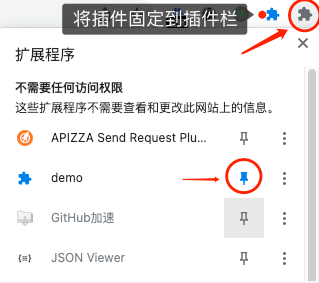 将插件固定到插件栏
扩展程序
不需要任何访问权限
这些扩展程序不需要查看和更改此网站上的信息。
APIZZA Send Request Plu...
demo
GitHub加速
{≡} JSON Viewer